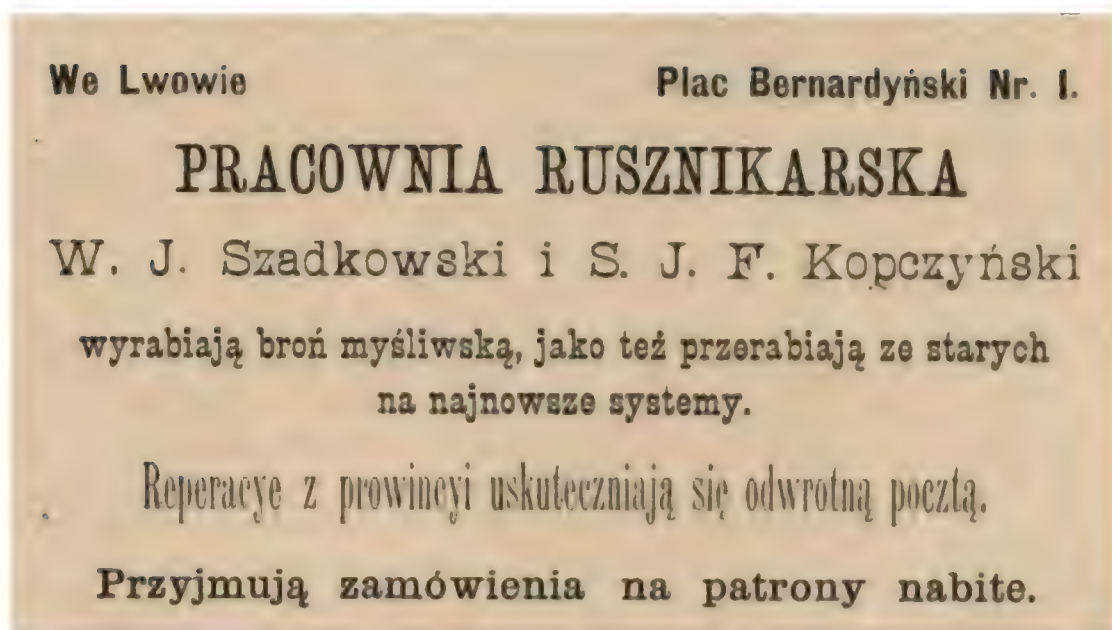 We Lwowie Plac Bernardyński Nr. 1.
PRACOWNIA RUSZNIKARSKA
W. J. Szadkowski i S. J. F. Kopczyński
wyrabiają broń myśliwską, jako też przerabiają ze starych
na najnowsze systemy.
Reperacye z prowincyi uskuteczniają się odwrotną pocztą.
Przyjmują zamówienia na patrony nabite.